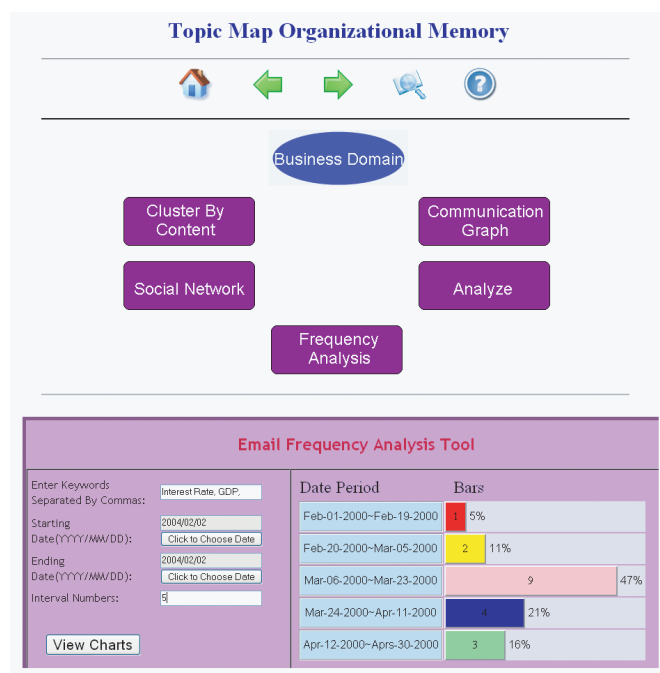 Topic Map Organizational Memory
?
Business Domain
Cluster By
Content
Communication
Graph
Social Network
Analyze
Frequency
Analysis
Email Frequency Analysis Tool
Enter Keywords
Separated By Commas:
Interest Rate, GDP,
Starting
Date(YYYY/MM/DD):
2004/02/02
Click to Choose Date
Ending
Date(YYYY/MM/DD):
2004/02/02
Click to Choose Date
Interval Numbers:
5
View Charts
Date Period Bars
Feb-01-2000~Feb-19-2000 1 5%
Feb-20-2000~Mar-05-2000 2 11%
Mar-06-2000~Mar-23-2000 9 47%
Mar-24-2000~Apr-11-2000 4 21%
Apr-12-2000~Aprs-30-2000 3 16%